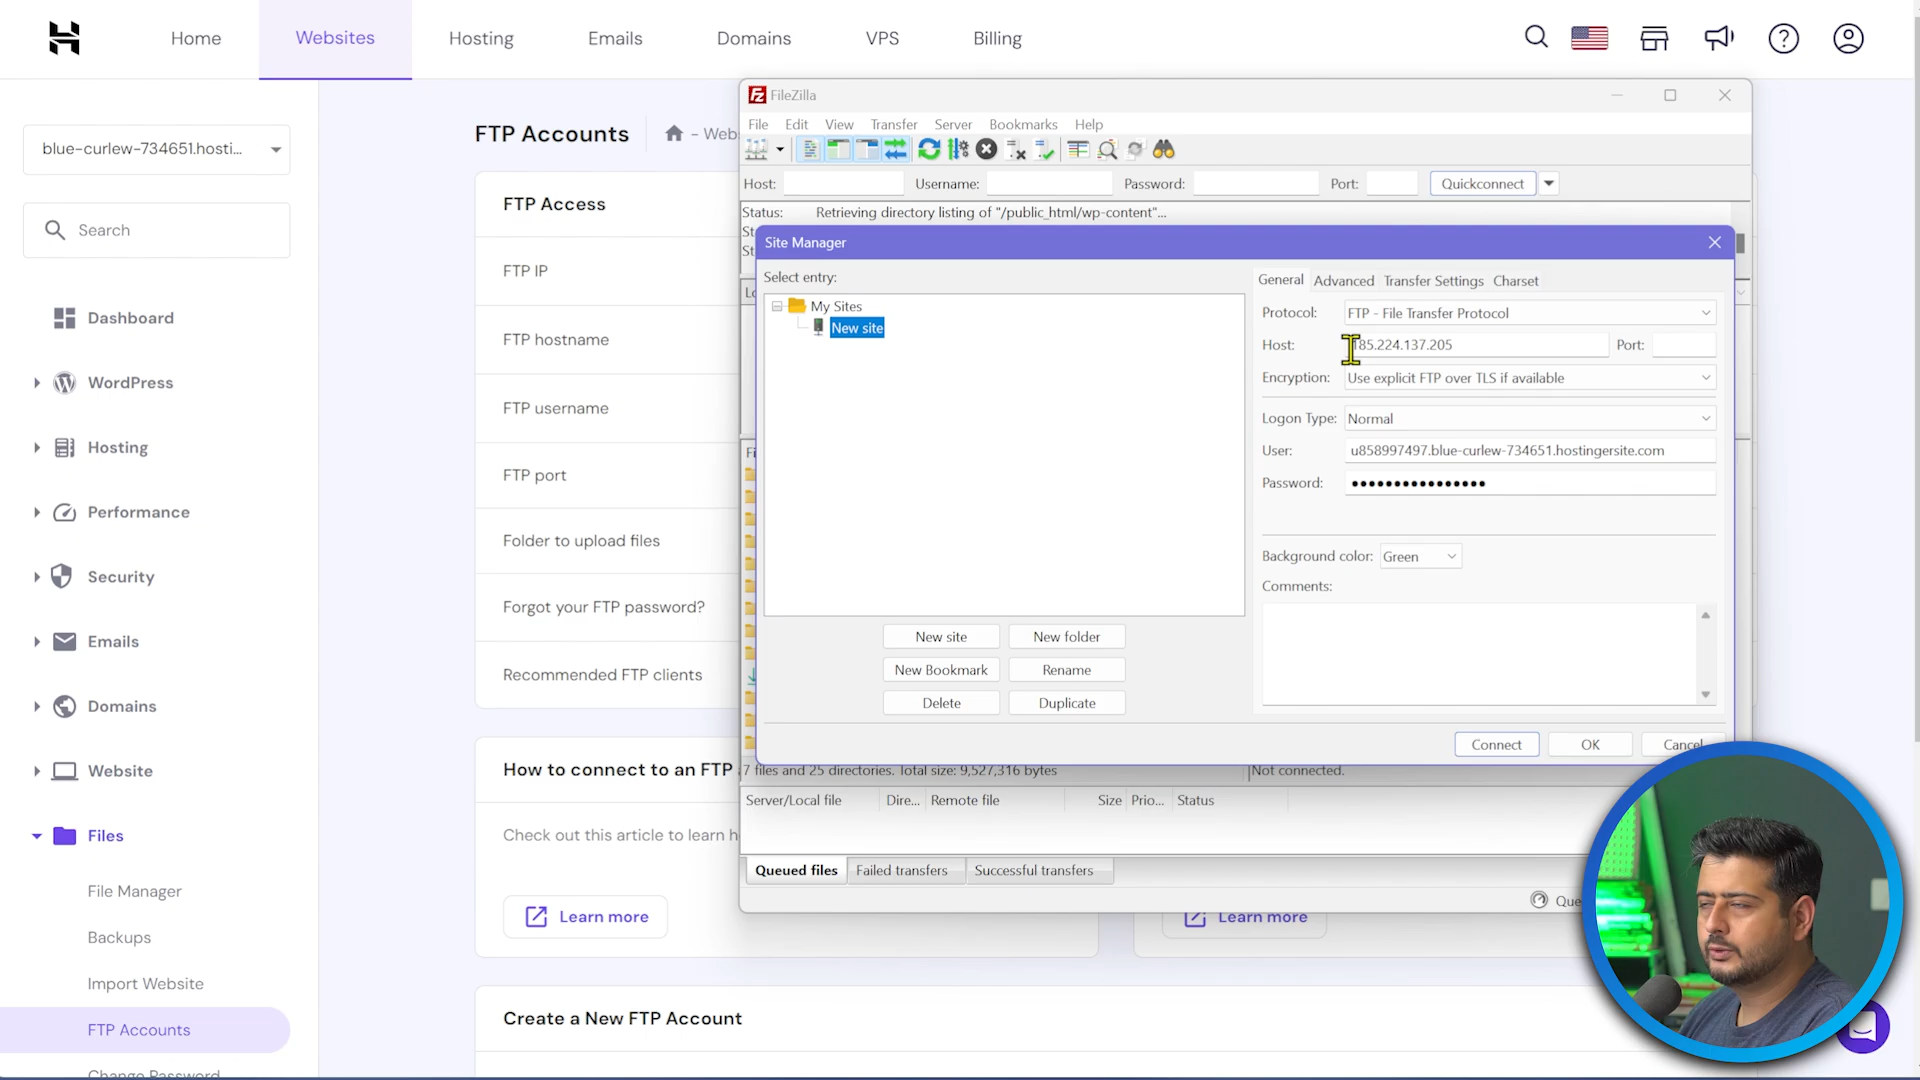 Home
Websites
Hosting
Emails
Domains
VPS
Billing
blue-curlew-734651.hosti...
Search
Dashboard
WordPress
Hosting
Performance
Security
Emails
Domains
Website
Files
File Manager
Backups
Import Website
FTP Accounts
FTP Accounts
FTP Access
FTP IP
FTP hostname
FTP username
FTP port
Folder to upload files
Forgot your FTP password?
Recommended FTP clients
How to connect to an FTP
Check out this article to learn
Learn more
Learn more
Create a New FTP Account
FileZilla
File Edit View Transfer Server Bookmarks Help
Host: Username: Password: Port: Quickconnect
Status: Retrieving directory listing of "/public_html/wp-content"...
Site Manager
Select entry:
My Sites
New site
New site New folder
New Bookmark Rename
Delete Duplicate
General Advanced Transfer Settings Charset
Protocol: FTP - File Transfer Protocol
Host: 185.224.137.205 Port:
Encryption: Use explicit FTP over TLS if available
Logon Type: Normal
User: u858997497.blue-curlew-734651.hostingersite.com
Password: ••••••••••••••••
Background color: Green
Comments:
Connect OK Cancel
7 files and 25 directories. Total size: 9,527,316 bytes
Not connected.
Server/Local file Dire... Remote file Size Prio... Status
Queued files Failed transfers Successful transfers